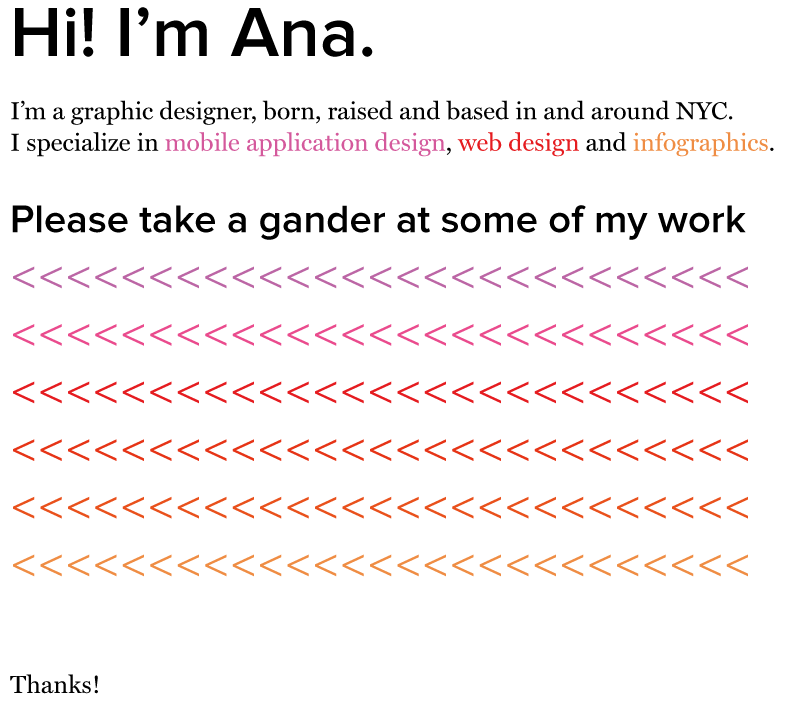 Hi! I’m Ana.
I’m a graphic designer, born, raised and based in and around NYC.
I specialize in mobile application design, web design and infographics.
Please take a gander at some of my work
<<<<<<<<<<<<<<<<<<<<<<<<<<<
<<<<<<<<<<<<<<<<<<<<<<<<<<<
<<<<<<<<<<<<<<<<<<<<<<<<<<<
<<<<<<<<<<<<<<<<<<<<<<<<<<<
<<<<<<<<<<<<<<<<<<<<<<<<<<<
<<<<<<<<<<<<<<<<<<<<<<<<<<<
Thanks!